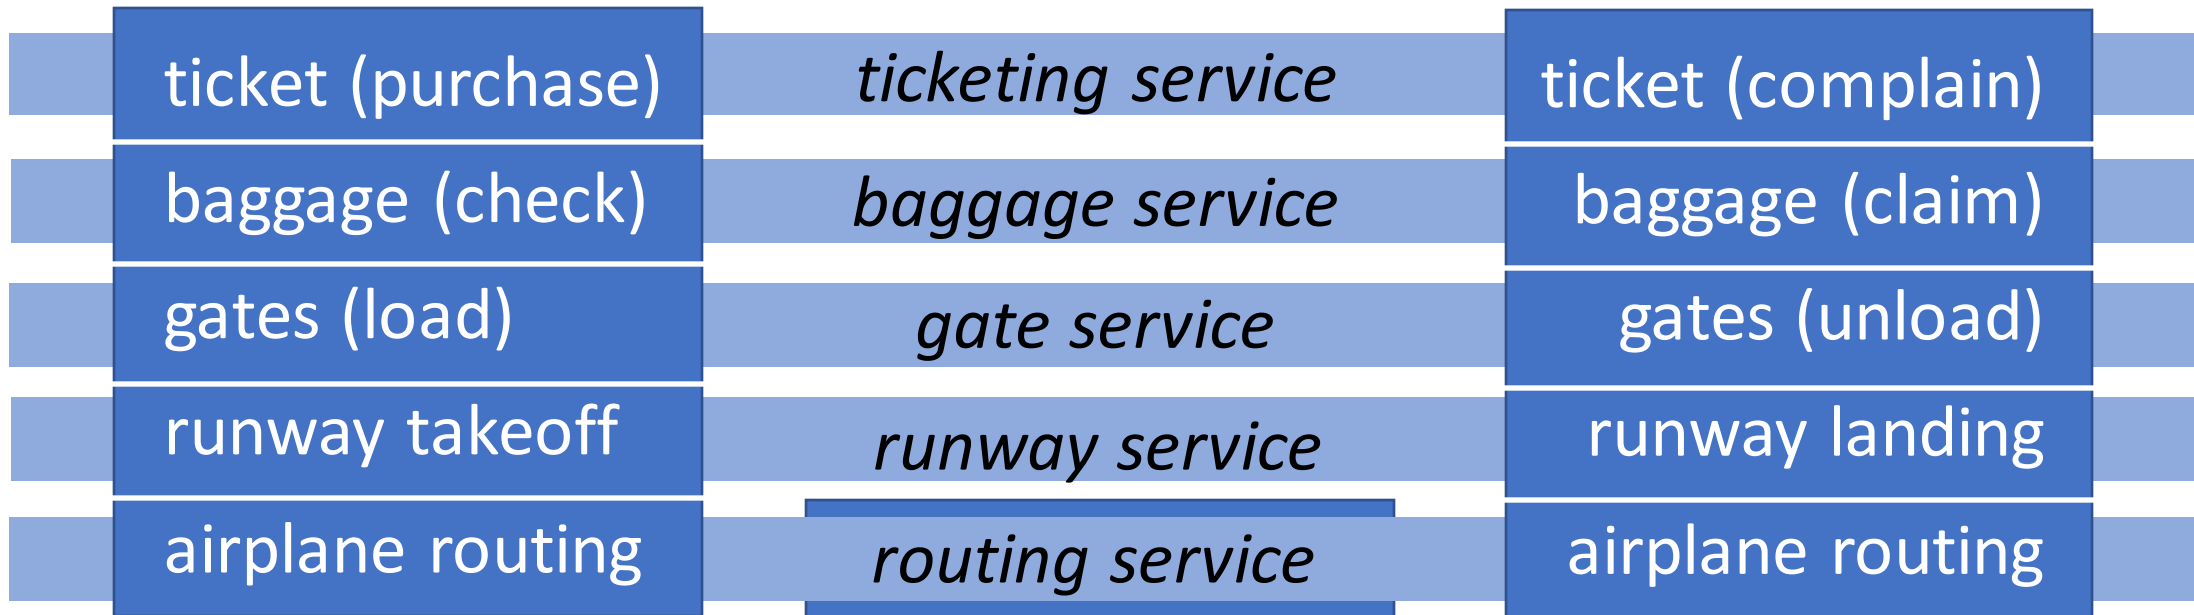 ticket (purchase) ticketing service ticket (complain)
baggage (check) baggage service baggage (claim)
gates (load) gate service gates (unload)
runway takeoff runway service runway landing
airplane routing routing service airplane routing